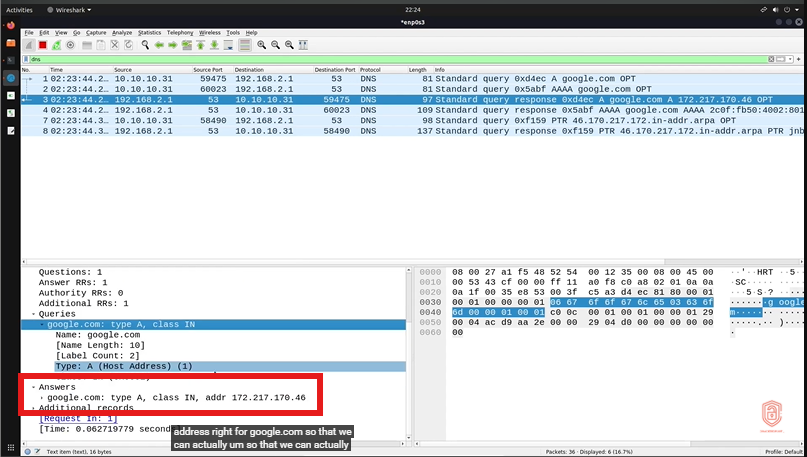 Activities Wireshark 22:24
*enp0s3
File Edit View Go Capture Analyze Statistics Telephony Wireless Tools Help
dns
No. Time Source Source Port Destination Destination Port Protocol Length Info
1 02:23:44.2… 10.10.10.31 59475 192.168.2.1 53 DNS 81 Standard query 0xd4ec A google.com OPT
2 02:23:44.2… 10.10.10.31 60023 192.168.2.1 53 DNS 81 Standard query 0x5abf AAAA google.com OPT
3 02:23:44.2… 192.168.2.1 53 10.10.10.31 59475 DNS 97 Standard query response 0xd4ec A google.com A 172.217.170.46 OPT
4 02:23:44.2… 192.168.2.1 53 10.10.10.31 60023 DNS 109 Standard query response 0x5abf AAAA google.com AAAA 2c0f:fb50:4002:801
7 02:23:44.3… 10.10.10.31 58490 192.168.2.1 53 DNS 98 Standard query 0xf159 PTR 46.170.217.172.in-addr.arpa OPT
8 02:23:44.3… 192.168.2.1 53 10.10.10.31 58490 DNS 137 Standard query response 0xf159 PTR 46.170.217.172.in-addr.arpa PTR jnb
Questions: 1
Answer RRs: 1
Authority RRs: 0
Additional RRs: 1
Queries
google.com: type A, class IN
Name: google.com
[Name Length: 10]
[Label Count: 2]
Type: A (Host Address) (1)
Answers
google.com: type A, class IN, addr 172.217.170.46
Additional records
[Request In: 1]
[Time: 0.062719779 seconds]
0000 08 00 27 a1 f5 48 52 54 00 12 35 00 08 00 45 00 ··'··HRT ··5···E·
0010 00 53 43 cf 00 00 ff 11 a0 f8 c0 a8 02 01 0a 0a
0020 0a 1f 00 35 e8 53 00 3f c5 a3 d4 ec 81 80 00 01
0030 00 01 00 00 00 01 06 67 6f 6f 67 6c 65 03 63 6f
0040 6d 00 00 01 00 01 c0 0c 00 01 00 01 00 00 01 29
0050 00 04 ac d9 aa 2e 00 00 29 04 d0 00 00 00 00 00
0060 00
address right for google.com so that we
can actually um so that we can actually
Text item (text), 16 bytes Packets: 36 · Displayed: 6 (16.7%) Profile: Default